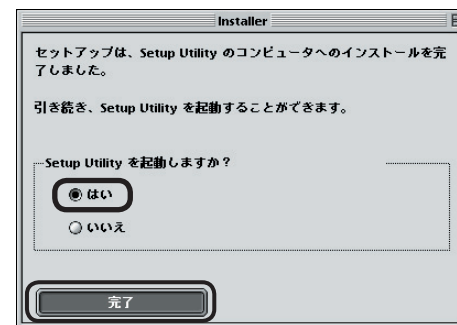 Installer
セットアップは、Setup Utility のコンピュータへのインストールを完
了しました。
引き続き、Setup Utility を起動することができます。
Setup Utility を起動しますか？
はい
いいえ
完了